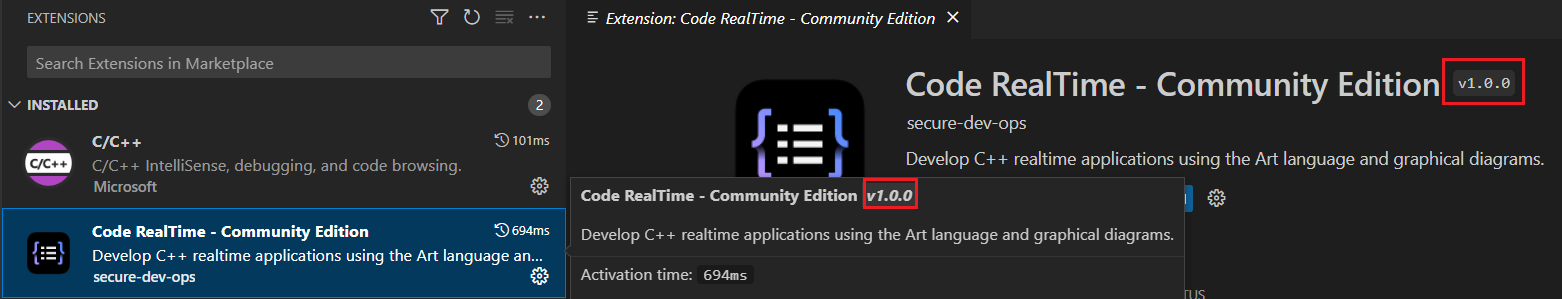 EXTENSIONS
Search Extensions in Marketplace
INSTALLED
2
C/C++
C/C++
101ms
C/C++ IntelliSense, debugging, and code browsing.
Microsoft
Code RealTime - Community Edition
694ms
Develop C++ realtime applications using the Art language an...
secure-dev-ops
Extension: Code RealTime - Community Edition
Code RealTime - Community Edition v1.0.0
secure-dev-ops
Develop C++ realtime applications using the Art language and graphical diagrams.
Code RealTime - Community Edition v1.0.0
Develop C++ realtime applications using the Art language and graphical diagrams.
Activation time: 694ms